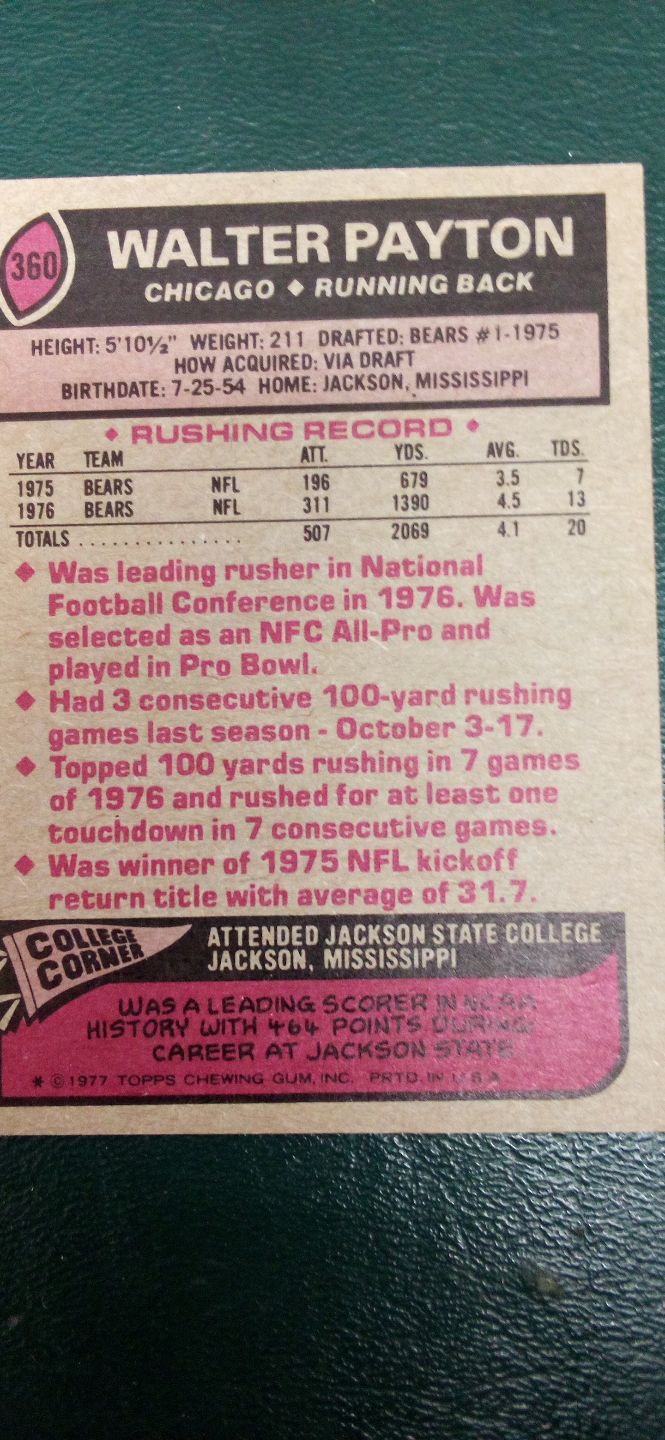 360
WALTER PAYTON
CHICAGO ♦ RUNNING BACK
HEIGHT: 5'10½" WEIGHT: 211 DRAFTED: BEARS #1-1975
HOW ACQUIRED: VIA DRAFT
BIRTHDATE: 7-25-54 HOME: JACKSON, MISSISSIPPI
♦ RUSHING RECORD ♦
YEAR TEAM ATT. YDS. AVG. TDS.
1975 BEARS NFL 196 679 3.5 7
1976 BEARS NFL 311 1390 4.5 13
TOTALS ............... 507 2069 4.1 20
♦ Was leading rusher in National
Football Conference in 1976. Was
selected as an NFC All-Pro and
played in Pro Bowl.
♦ Had 3 consecutive 100-yard rushing
games last season - October 3-17.
♦ Topped 100 yards rushing in 7 games
of 1976 and rushed for at least one
touchdown in 7 consecutive games.
♦ Was winner of 1975 NFL kickoff
return title with average of 31.7.
COLLEGE
CORNER
ATTENDED JACKSON STATE COLLEGE
JACKSON, MISSISSIPPI
WAS A LEADING SCORER IN NCAA
HISTORY WITH 464 POINTS DURING
CAREER AT JACKSON STATE.
* © 1977 TOPPS CHEWING GUM, INC. PRTD. IN U S A